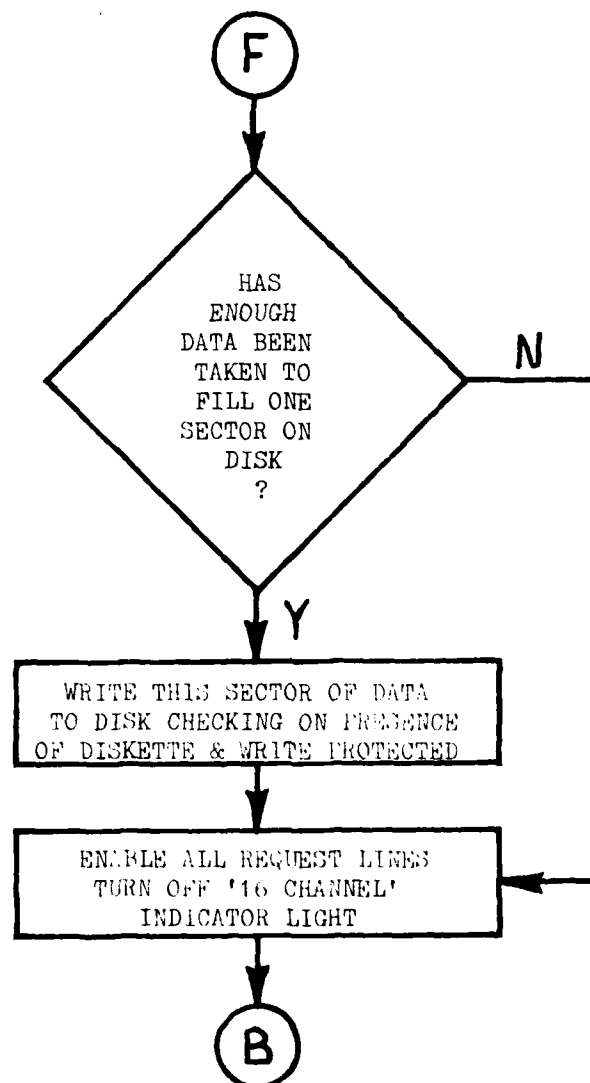 F
HAS
ENOUGH
DATA BEEN
TAKEN TO
FILL ONE
SECTOR ON
DISK
?
N
Y
WRITE THIS SECTOR OF DATA
TO DISK CHECKING ON PRESENCE
OF DISKETTE & WRITE PROTECTED
ENABLE ALL REQUEST LINES
TURN OFF '16 CHANNEL'
INDICATOR LIGHT
B